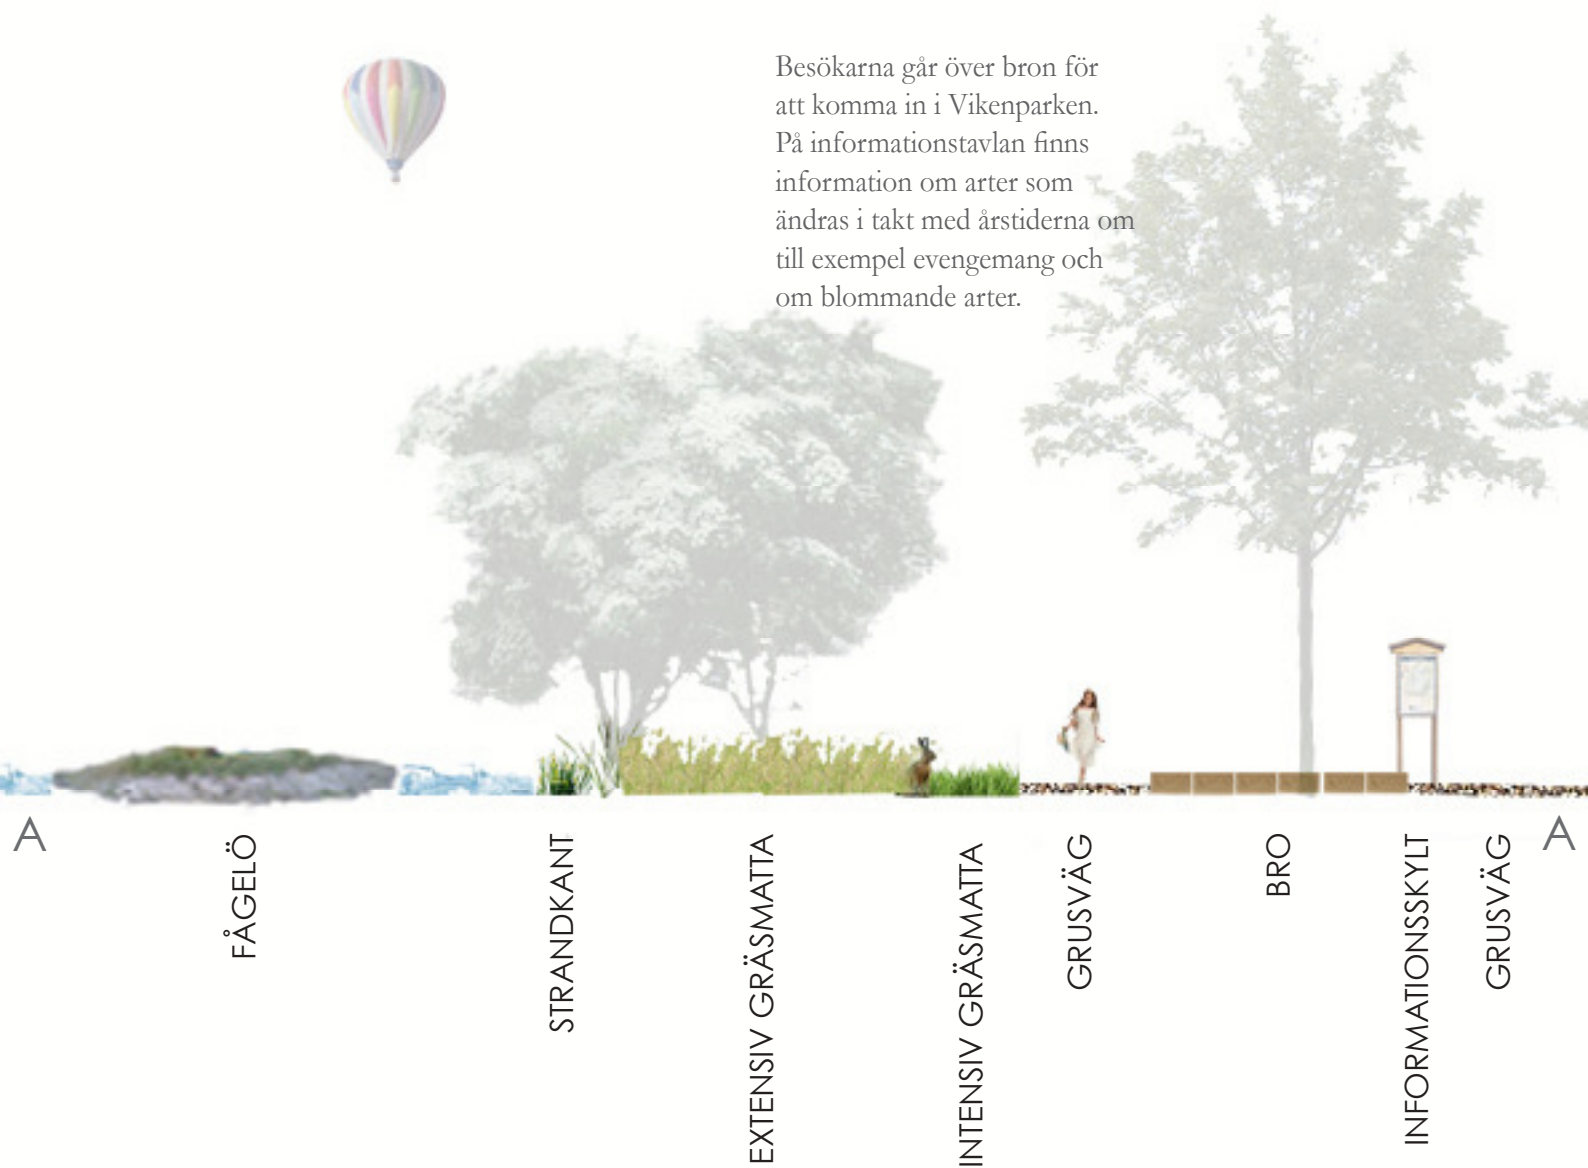 Besökarna går över bron för
att komma in i Vikenparken.
På informationstavlan finns
information om arter som
ändras i takt med årstiderna om
till exempel evengemang och
om blommande arter.
A
A
FÅGELÖ
STRANDKANT
EXTENSIV GRÄSMATTA
INTENSIV GRÄSMATTA
GRUSVÄG
BRO
INFORMATIONSSKYLT
GRUSVÄG